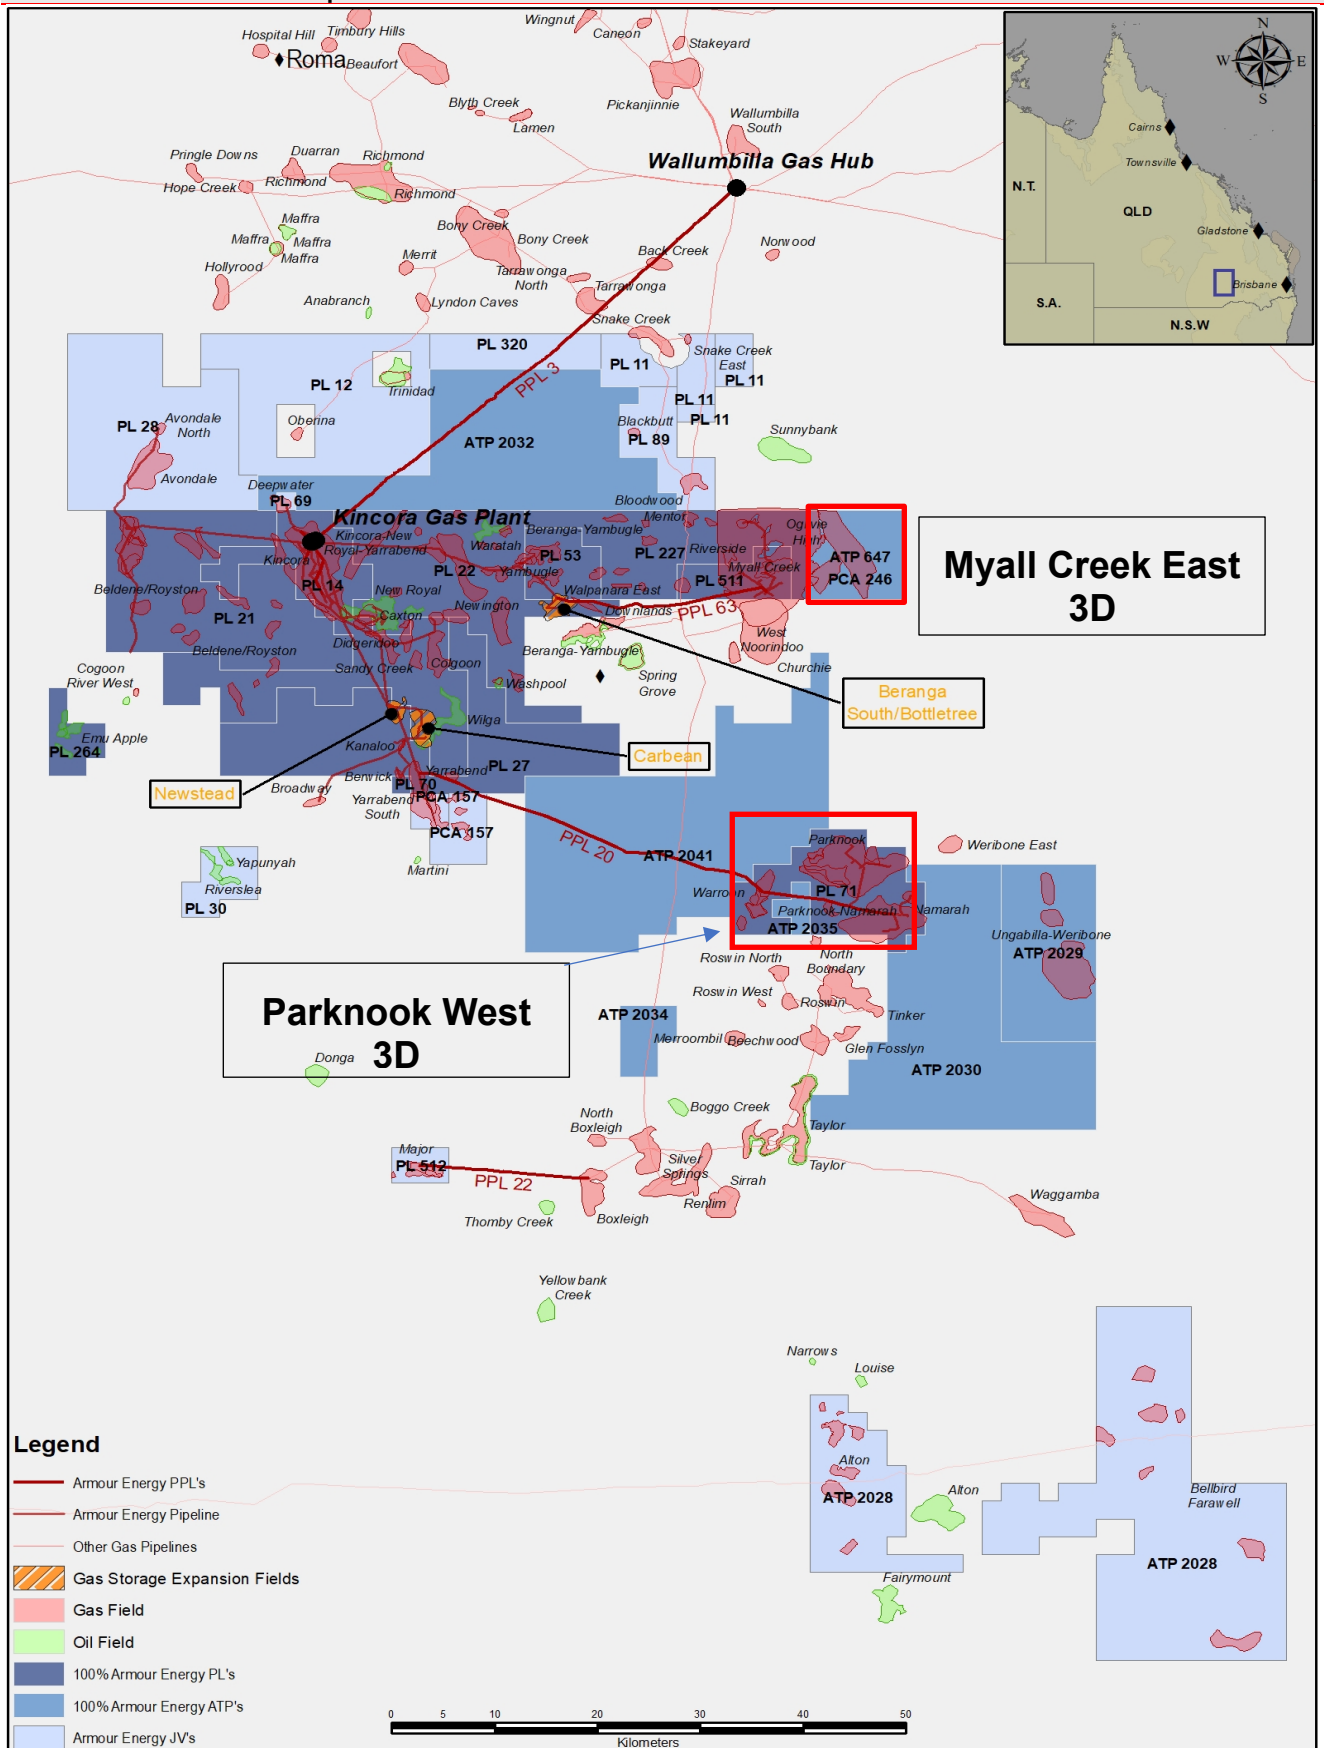 Wingnut
Caneon
Hospital Hill
Timbury Hills
Stakeyard
Roma
Beaufort
Pickanjinnie
Blyth Creek
Lamen
Wallumbilla
South
Wallumbilla Gas Hub
Pringle Downs
Duarran
Richmond
Hope Creek
Richmond
Richmond
Maffra
Maffra
Maffra
Maffra
Bony Creek
Bony Creek
Back Creek
Norwood
Hollyrood
Merrit
Tarrawonga
North
Tarrawonga
Anabranch
Lyndon Caves
Snake Creek
N
W
E
S
Cairns
Townsville
N.T.
QLD
Gladstone
Brisbane
S.A.
N.S.W
PL 320
PL 11
Snake Creek
East
PL 11
PL 12
Trinidad
PPL 3
PL 11
PL 11
PL 28
Avondale
North
Oberina
Blackbutt
PL 89
Sunnybank
ATP 2032
Avondale
Deepwater
PL 69
Bloodwood
Mentor
Kincora Gas Plant
Kincora-New
Royal-Yarrabend
Kincora
Beranga-Yambugle
Waratah
PL 53
PL 227
Riverside
Ogilvie
High
ATP 647
PCA 246
Myall Creek East
3D
Beldene/Royston
PL 14
PL 22
Yambugle
Walpanara East
PL 511
Myall Creek
New Royal
Newington
Downlands
PPL 63
PL 21
Caxton
Didgeridoo
Beldene/Royston
Sandy Creek
Colgoon
Beranga-Yambugle
West
Noorindoo
Churchie
Cogoon
River West
Washpool
Spring
Grove
Beranga
South/Bottletree
Emu Apple
PL 264
Wilga
Kanaloo
Carbean
PL 27
Newstead
Berwick
Yarrabend
PL 70
PCA 157
Broadway
Yarrabend
South
PCA 157
PPL 20
ATP 2041
Parknook
Weribone East
Yapunyah
Riverslea
PL 30
Martini
Warroon
PL 71
Parknook-Namarah
Namarah
ATP 2035
Ungabilla-Weribone
ATP 2029
Parknook West
3D
Roswin North
North
Boundary
Roswin West
Roswin
Tinker
ATP 2034
Merroombil
Beechwood
Glen Fosslyn
Donga
ATP 2030
North
Boxleigh
Boggo Creek
Taylor
Major
PL 512
PPL 22
Silver
Springs
Taylor
Sirrah
Renlim
Thomby Creek
Boxleigh
Waggamba
Yellowbank
Creek
Narrows
Louise
Alton
ATP 2028
Alton
Bellbird
Farawell
ATP 2028
Fairymount
Legend
Armour Energy PPL's
Armour Energy Pipeline
Other Gas Pipelines
Gas Storage Expansion Fields
Gas Field
Oil Field
100% Armour Energy PL's
100% Armour Energy ATP's
Armour Energy JV's
0 5 10 20 30 40 50
Kilometers